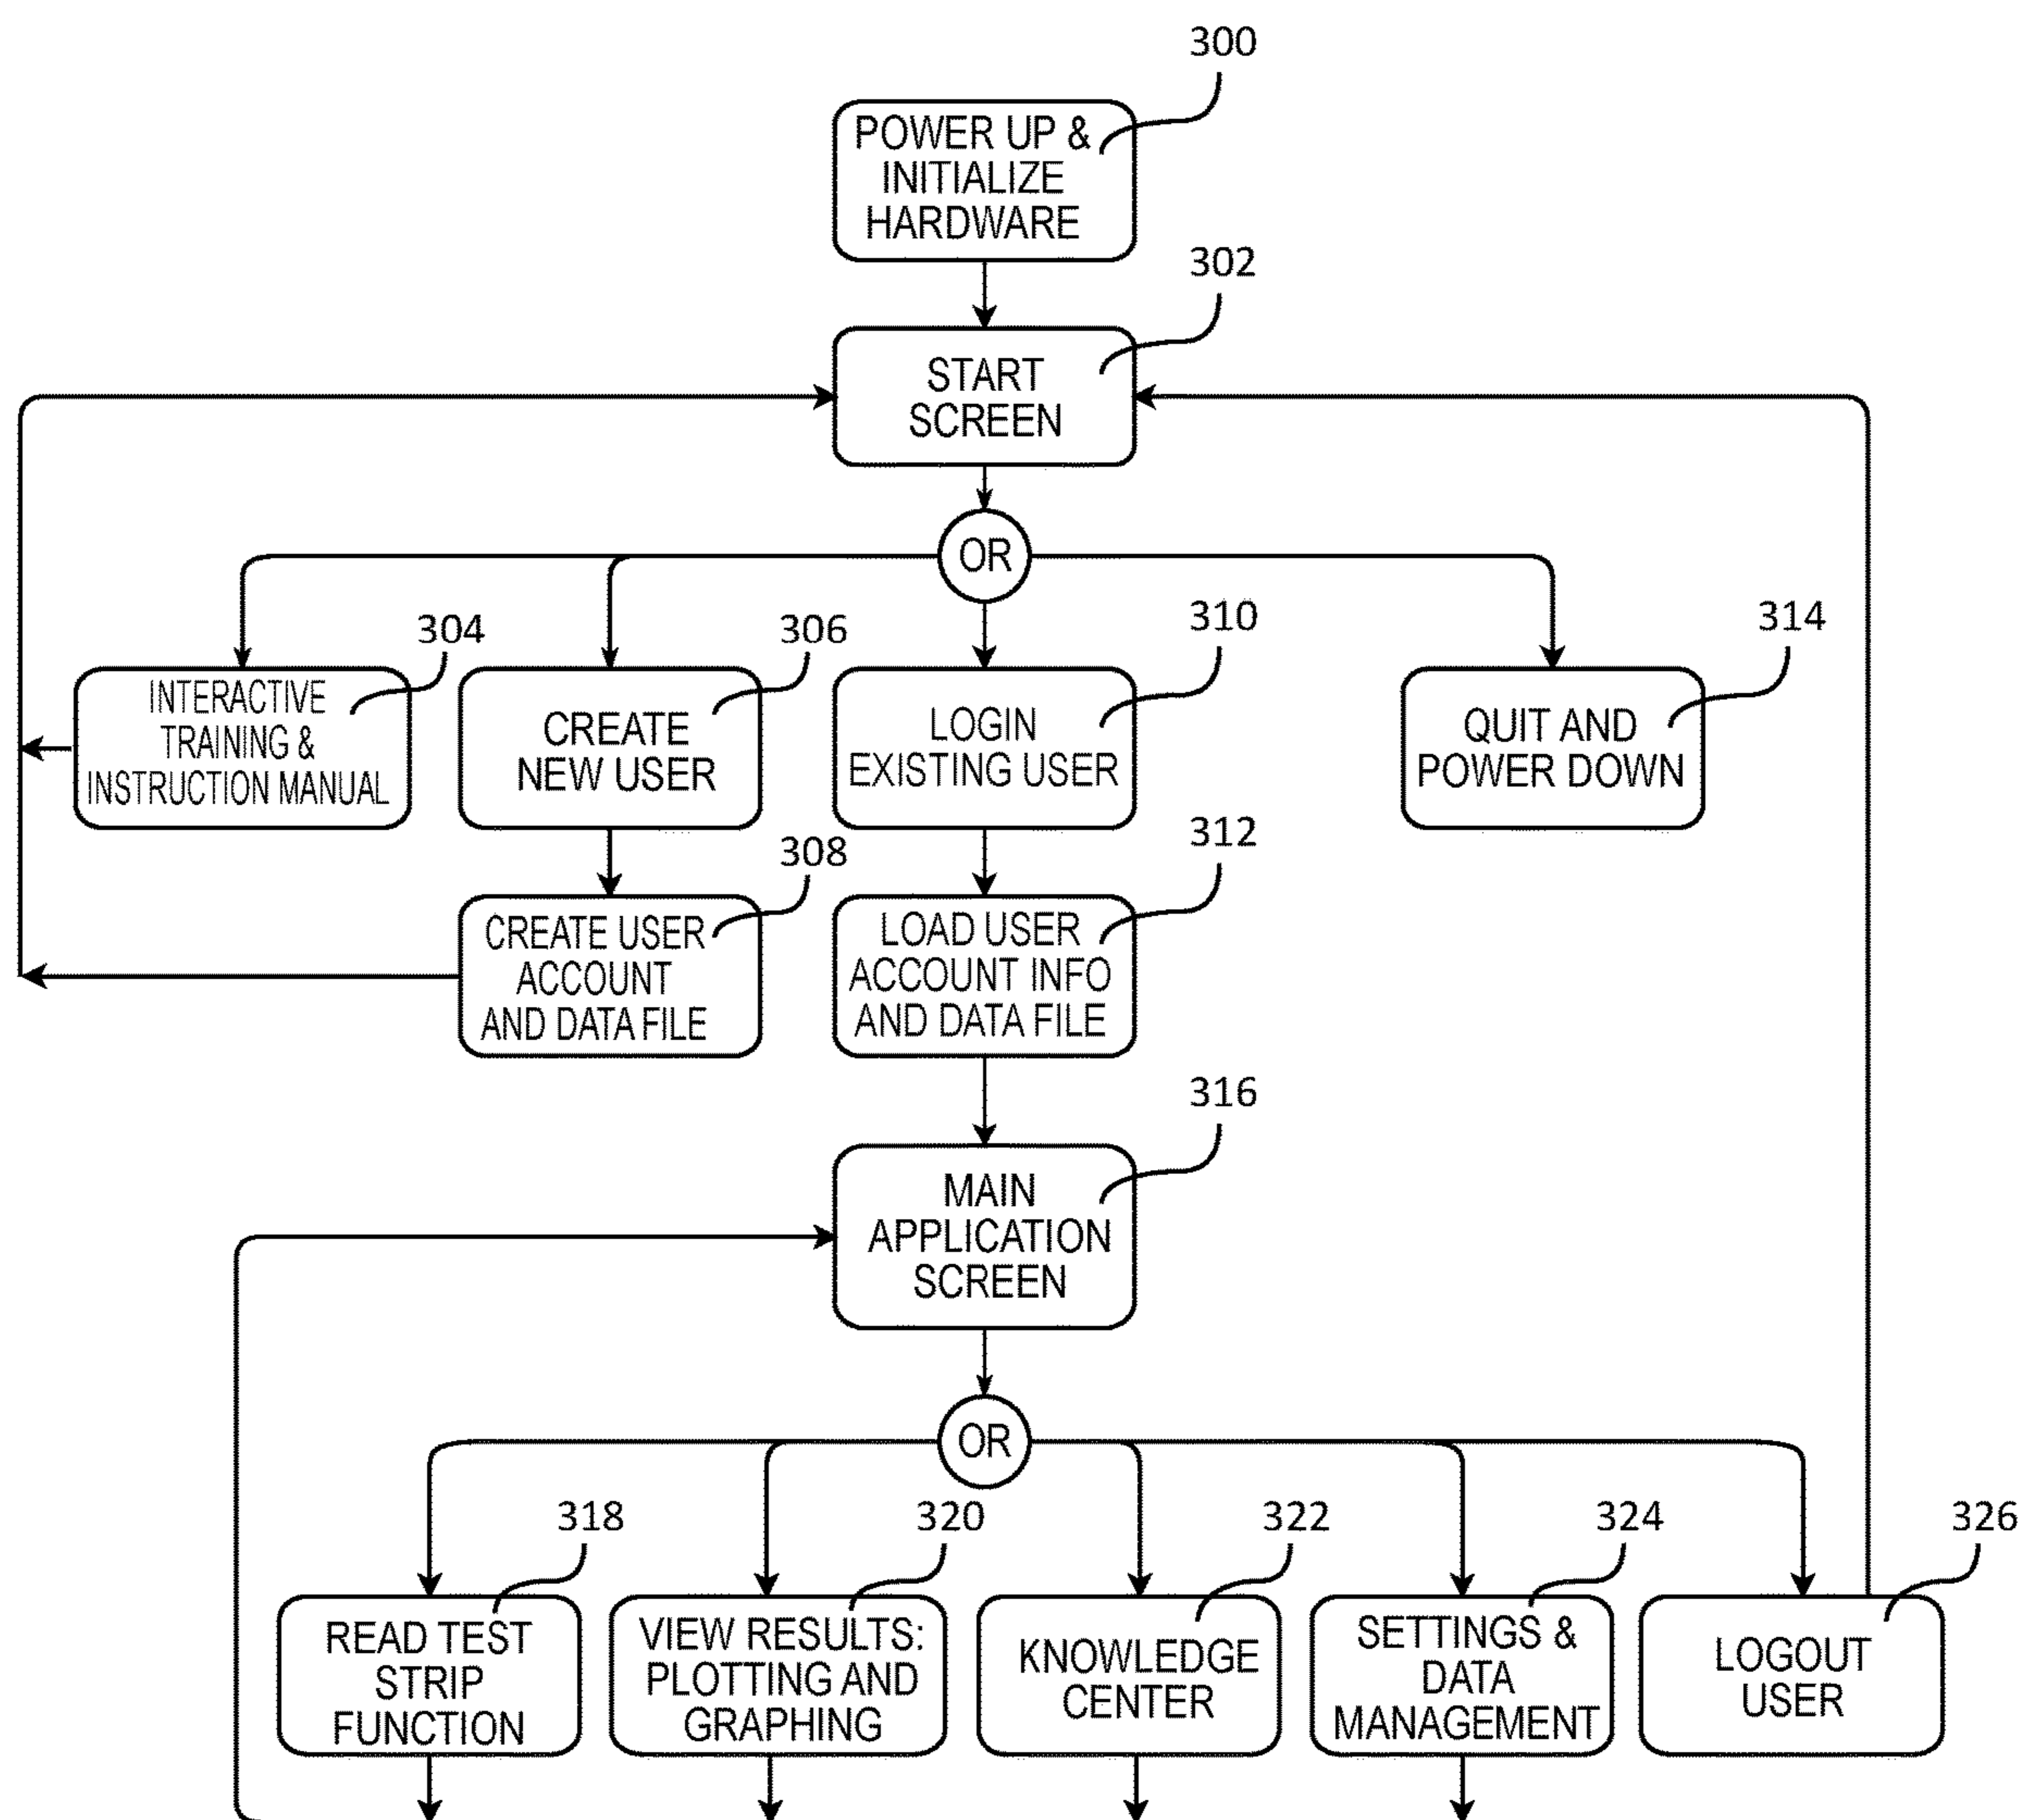 300
POWER UP &
INITIALIZE
HARDWARE
302
START
SCREEN
OR
304
INTERACTIVE
TRAINING &
INSTRUCTION MANUAL
306
CREATE
NEW USER
310
LOGIN
EXISTING USER
314
QUIT AND
POWER DOWN
308
CREATE USER
ACCOUNT
AND DATA FILE
312
LOAD USER
ACCOUNT INFO
AND DATA FILE
316
MAIN
APPLICATION
SCREEN
OR
318
READ TEST
STRIP
FUNCTION
320
VIEW RESULTS:
PLOTTING AND
GRAPHING
322
KNOWLEDGE
CENTER
324
SETTINGS &
DATA
MANAGEMENT
326
LOGOUT
USER